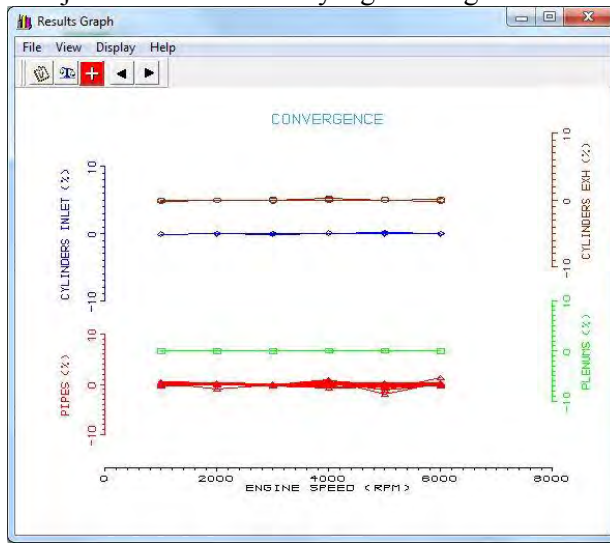 Results Graph
File View Display Help
CONVERGENCE
CYLINDERS INLET (%)
10
0
-10
CYLINDERS EXH (%)
10
0
-10
PIPES (%)
10
0
-10
PLENUMS (%)
10
0
-10
0 2000 4000 6000 8000
ENGINE SPEED (RPM)